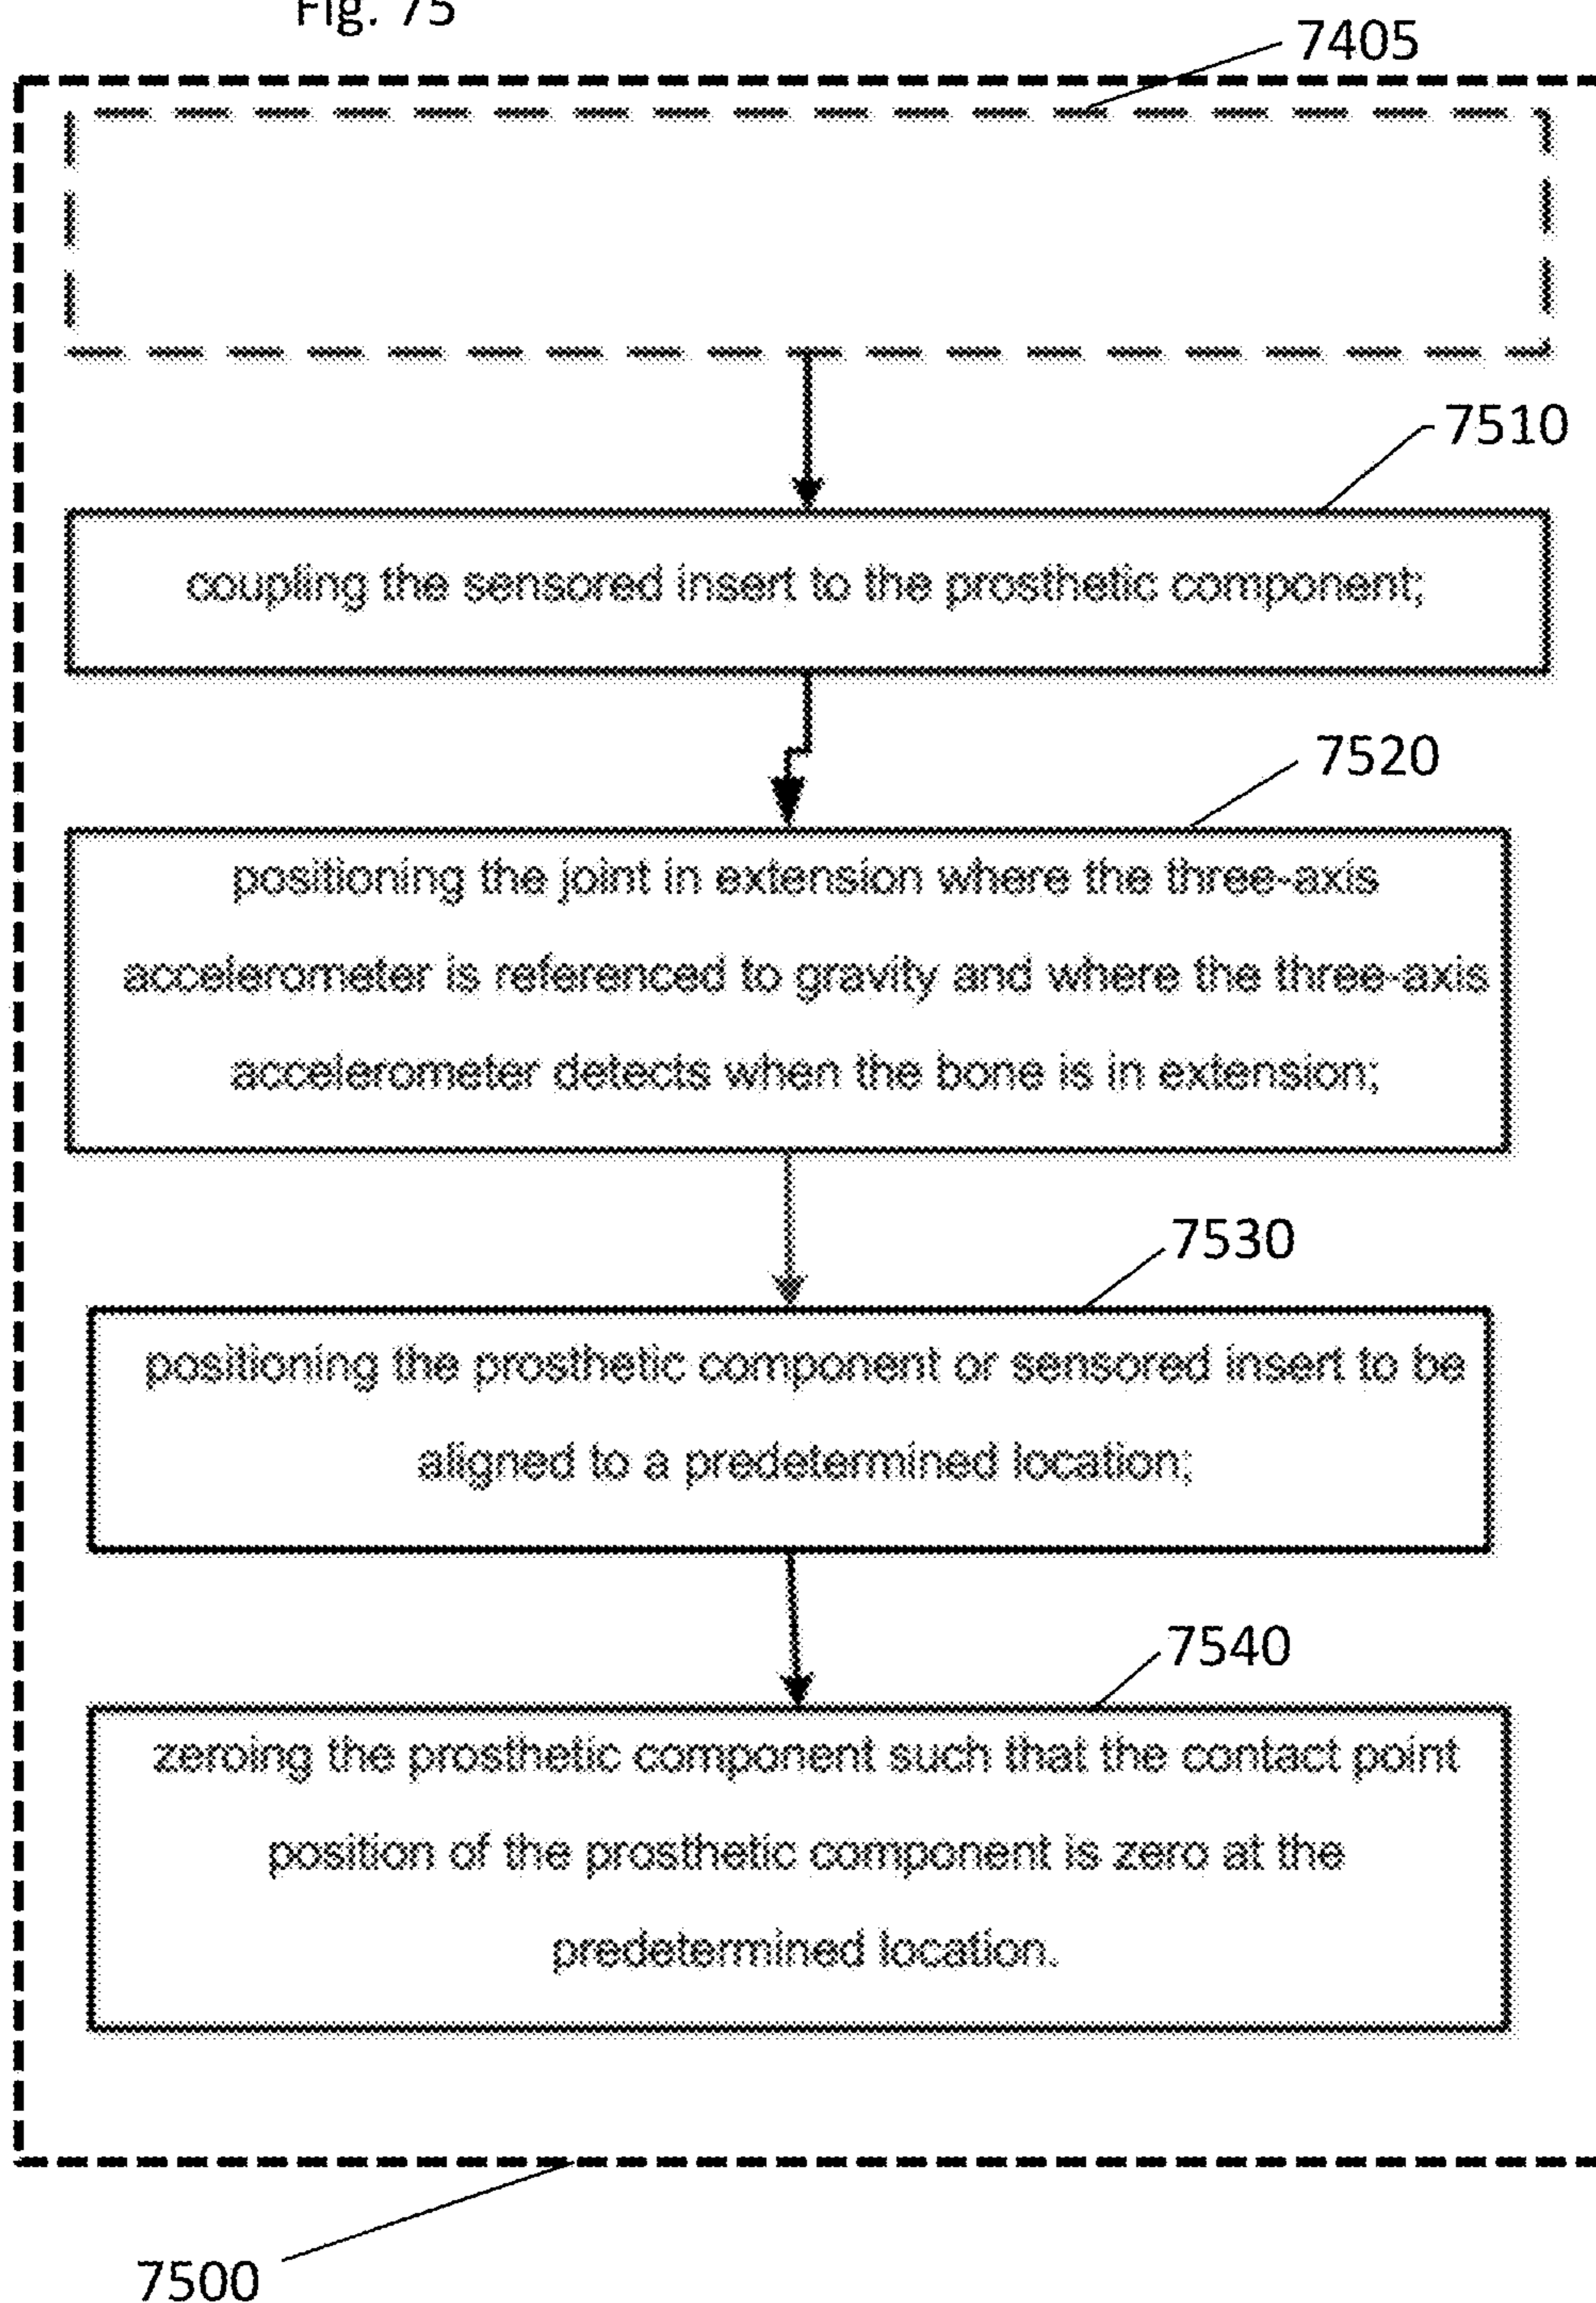 Fig. 75
7405
7510
coupling the sensored insert to the prosthetic component;
7520
positioning the joint in extension where the three-axis
accelerometer is referenced to gravity and where the three-axis
accelerometer detects when the bone is in extension;
7530
positioning the prosthetic component or sensored insert to be
aligned to a predetermined location;
7540
zeroing the prosthetic component such that the contact point
position of the prosthetic component is zero at the
predetermined location.
7500